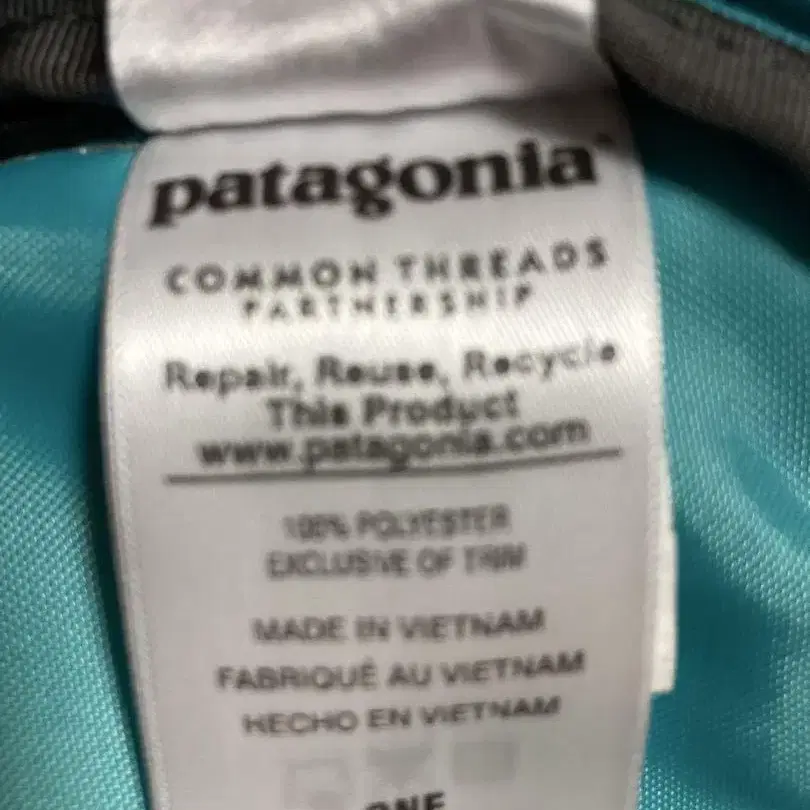 patagonia
COMMON THREADS
PARTNERSHIP
Repair, Reuse, Recycle
This Product
www.patagonia.com
100% POLYESTER
EXCLUSIVE OF TRIM
MADE IN VIETNAM
FABRIQUÉ AU VIETNAM
HECHO EN VIETNAM
ONE